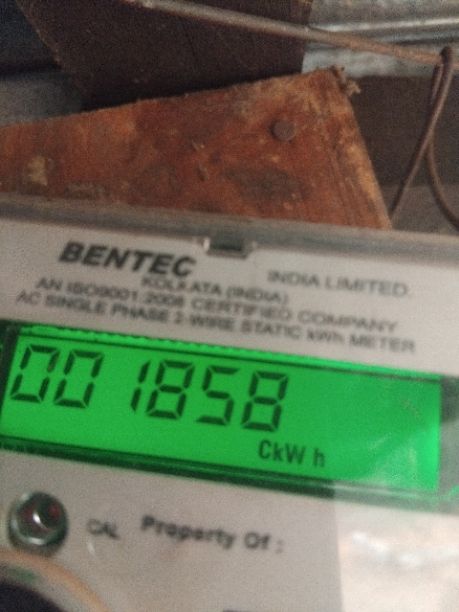 BENTEC INDIA LIMITED.
KOLKATA (INDIA)
AN ISO9001:2008 CERTIFIED COMPANY
AC SINGLE PHASE 2-WIRE STATIC kWh METER
001858
CkW h
CAL Property Of :